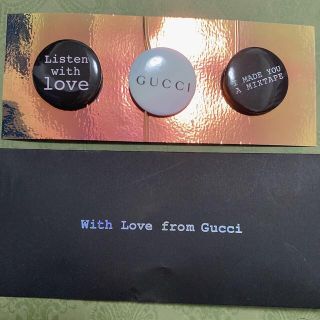 Listen
with
love
GUCCI
I MADE YOU
A MIXTAPE
With Love from Gucci